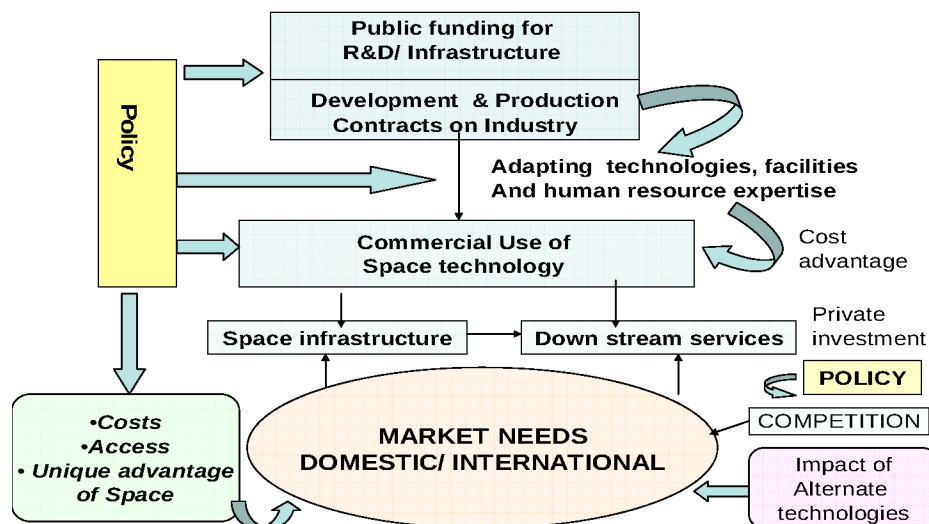 Public funding for
R&D/ Infrastructure
Policy
Development & Production
Contracts on Industry
Adapting technologies, facilities
And human resource expertise
Commercial Use of
Space technology
Cost
advantage
Space infrastructure
Down stream services
Private
investment
POLICY
•Costs
•Access
• Unique advantage
of Space
MARKET NEEDS
DOMESTIC/ INTERNATIONAL
COMPETITION
Impact of
Alternate
technologies